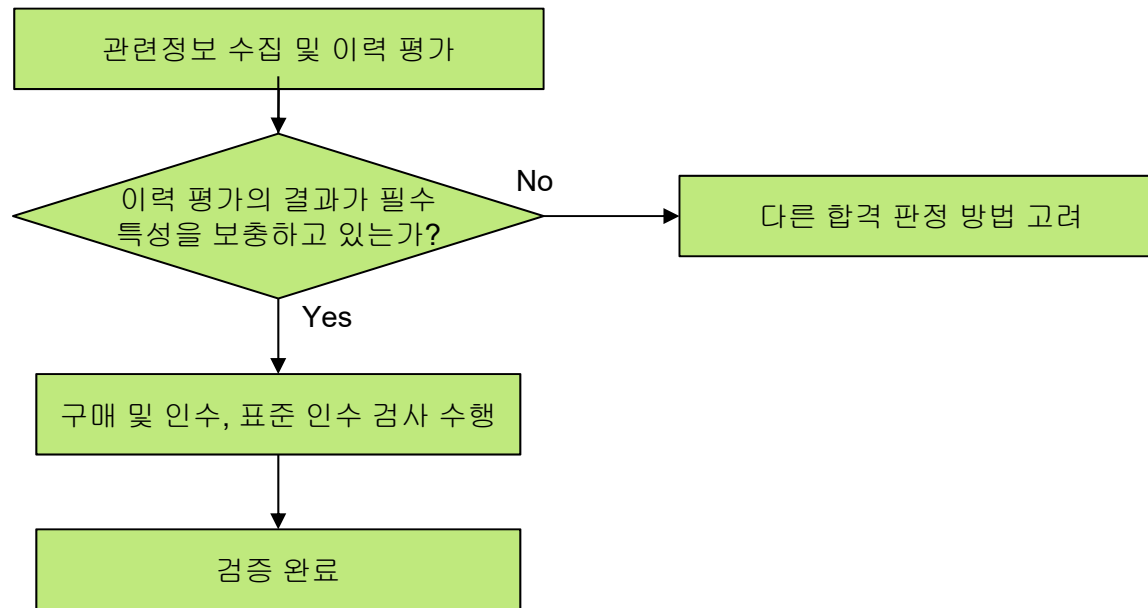 관련정보 수집 및 이력 평가
이력 평가의 결과가 필수
특성을 보충하고 있는가?
No
다른 합격 판정 방법 고려
Yes
구매 및 인수, 표준 인수 검사 수행
검증 완료